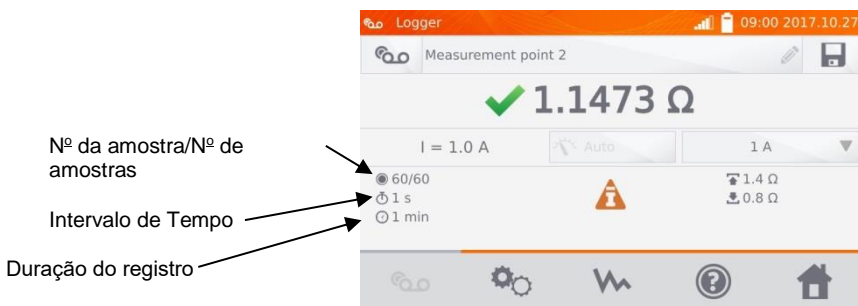 Logger
09:00 2017.10.27
Measurement point 2
1.1473 Ω
I = 1.0 A
Auto
1 A
Nº da amostra/Nº de
amostras
60/60
1.4 Ω
Intervalo de Tempo
1 s
0.8 Ω
Duração do registro
1 min